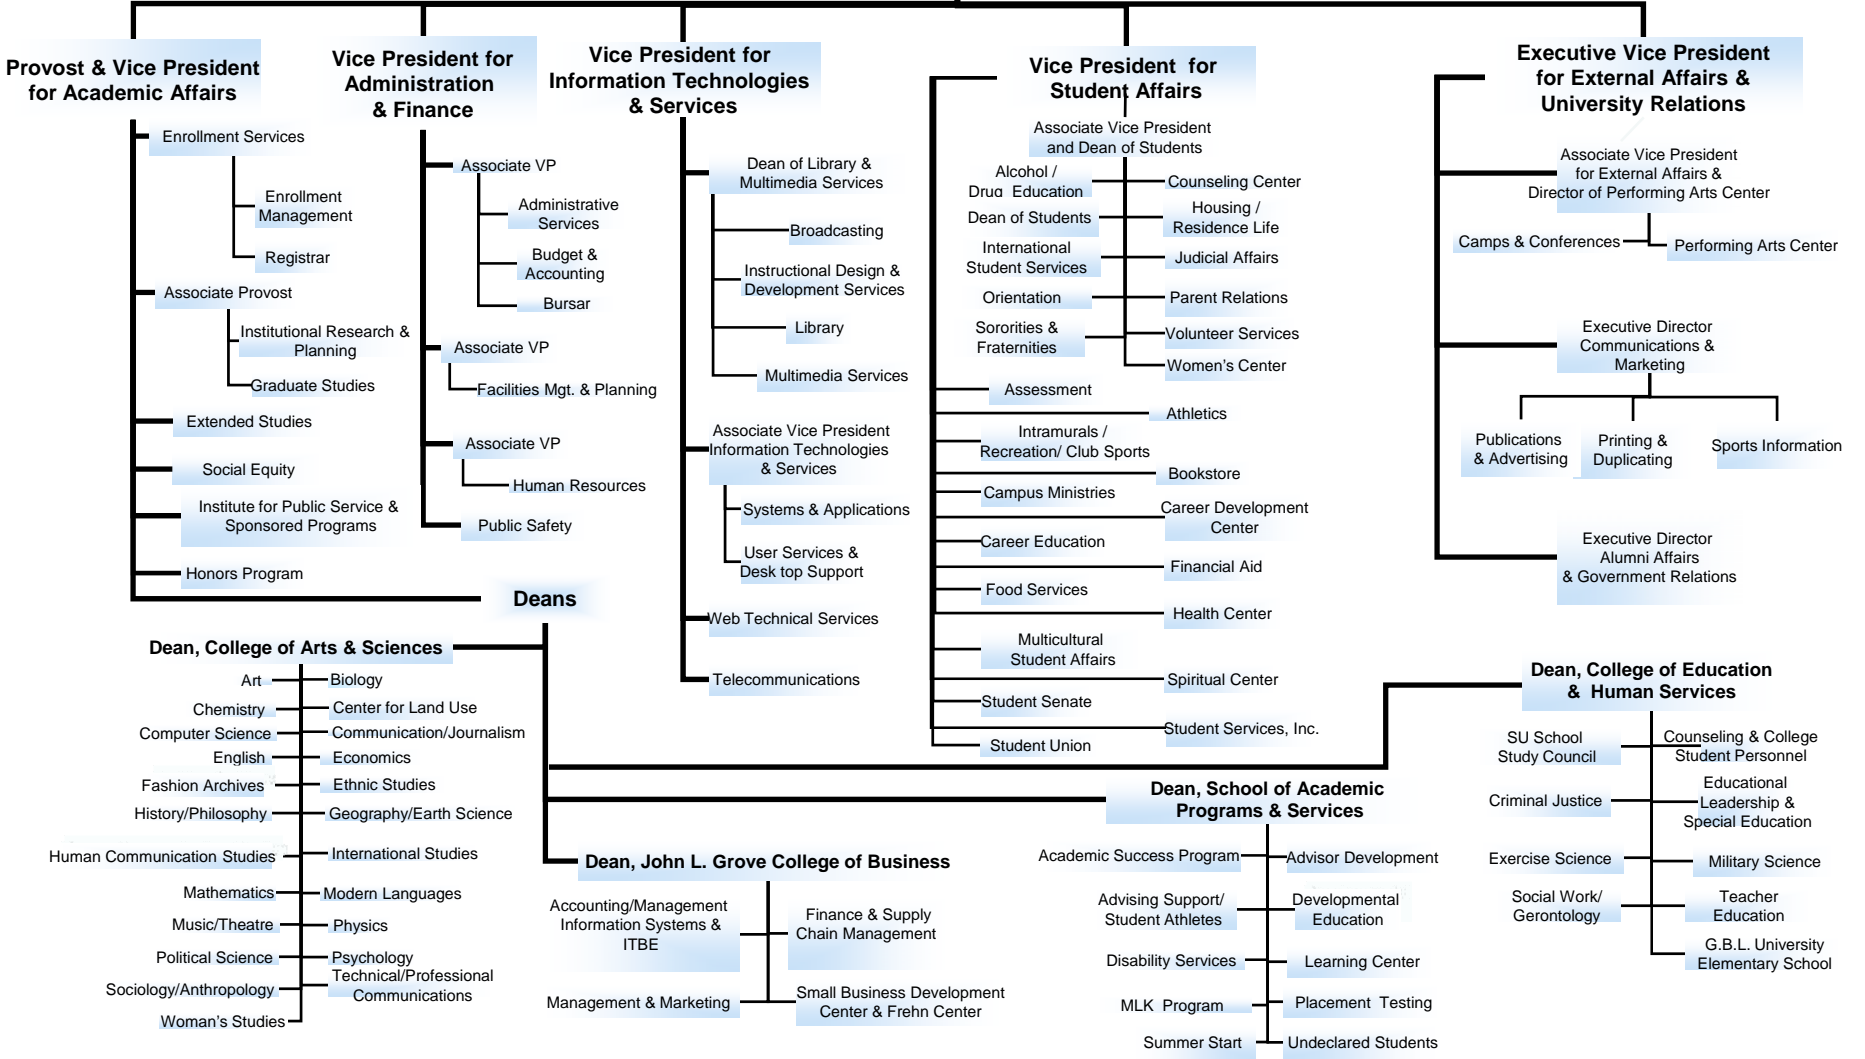 Provost & Vice President
for Academic Affairs
Enrollment Services
Enrollment
Management
Registrar
Associate Provost
Institutional Research &
Planning
Graduate Studies
Extended Studies
Social Equity
Institute for Public Service &
Sponsored Programs
Honors Program
Deans
Vice President for
Administration
& Finance
Associate VP
Administrative
Services
Budget &
Accounting
Bursar
Associate VP
Facilities Mgt. & Planning
Associate VP
Human Resources
Public Safety
Vice President for
Information Technologies
& Services
Dean of Library &
Multimedia Services
Broadcasting
Instructional Design &
Development Services
Library
Multimedia Services
Associate Vice President
Information Technologies
& Services
Systems & Applications
User Services &
Desk top Support
Web Technical Services
Telecommunications
Vice President for
Student Affairs
Associate Vice President
and Dean of Students
Alcohol /
Drug Education
Counseling Center
Dean of Students
Housing /
Residence Life
International
Student Services
Judicial Affairs
Orientation
Parent Relations
Sororities &
Fraternities
Volunteer Services
Women's Center
Assessment
Athletics
Intramurals /
Recreation/ Club Sports
Bookstore
Campus Ministries
Career Development
Center
Career Education
Financial Aid
Food Services
Health Center
Multicultural
Student Affairs
Spiritual Center
Student Senate
Student Services, Inc.
Student Union
Executive Vice President
for External Affairs &
University Relations
Associate Vice President
for External Affairs &
Director of Performing Arts Center
Camps & Conferences
Performing Arts Center
Executive Director
Communications &
Marketing
Publications
& Advertising
Printing &
Duplicating
Sports Information
Executive Director
Alumni Affairs
& Government Relations
Dean, College of Arts & Sciences
Art
Biology
Chemistry
Center for Land Use
Computer Science
Communication/Journalism
English
Economics
Fashion Archives
Ethnic Studies
History/Philosophy
Geography/Earth Science
Human Communication Studies
International Studies
Mathematics
Modern Languages
Music/Theatre
Physics
Political Science
Psychology
Sociology/Anthropology
Technical/Professional
Communications
Woman's Studies
Dean, John L. Grove College of Business
Accounting/Management
Information Systems &
ITBE
Finance & Supply
Chain Management
Management & Marketing
Small Business Development
Center & Frehn Center
Dean, School of Academic
Programs & Services
Academic Success Program
Advisor Development
Advising Support/
Student Athletes
Developmental
Education
Disability Services
Learning Center
MLK Program
Placement Testing
Summer Start
Undeclared Students
Dean, College of Education
& Human Services
SU School
Study Council
Counseling & College
Student Personnel
Criminal Justice
Educational
Leadership &
Special Education
Exercise Science
Military Science
Social Work/
Gerontology
Teacher
Education
G.B.L. University
Elementary School